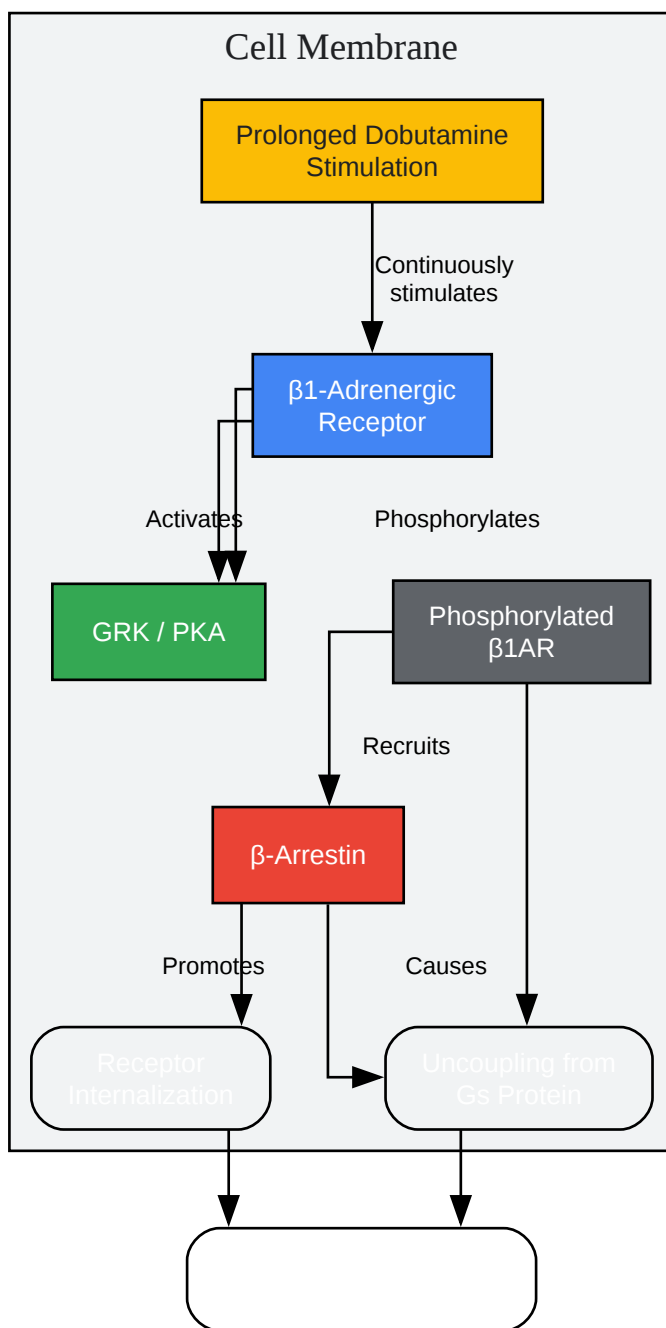 Cell Membrane
Prolonged Dobutamine
Stimulation
Continuously
stimulates
β1-Adrenergic
Receptor
Activates
Phosphorylates
GRK / PKA
Phosphorylated
β1AR
Recruits
β-Arrestin
Promotes
Causes
Receptor
Internalization
Uncoupling from
Gs Protein